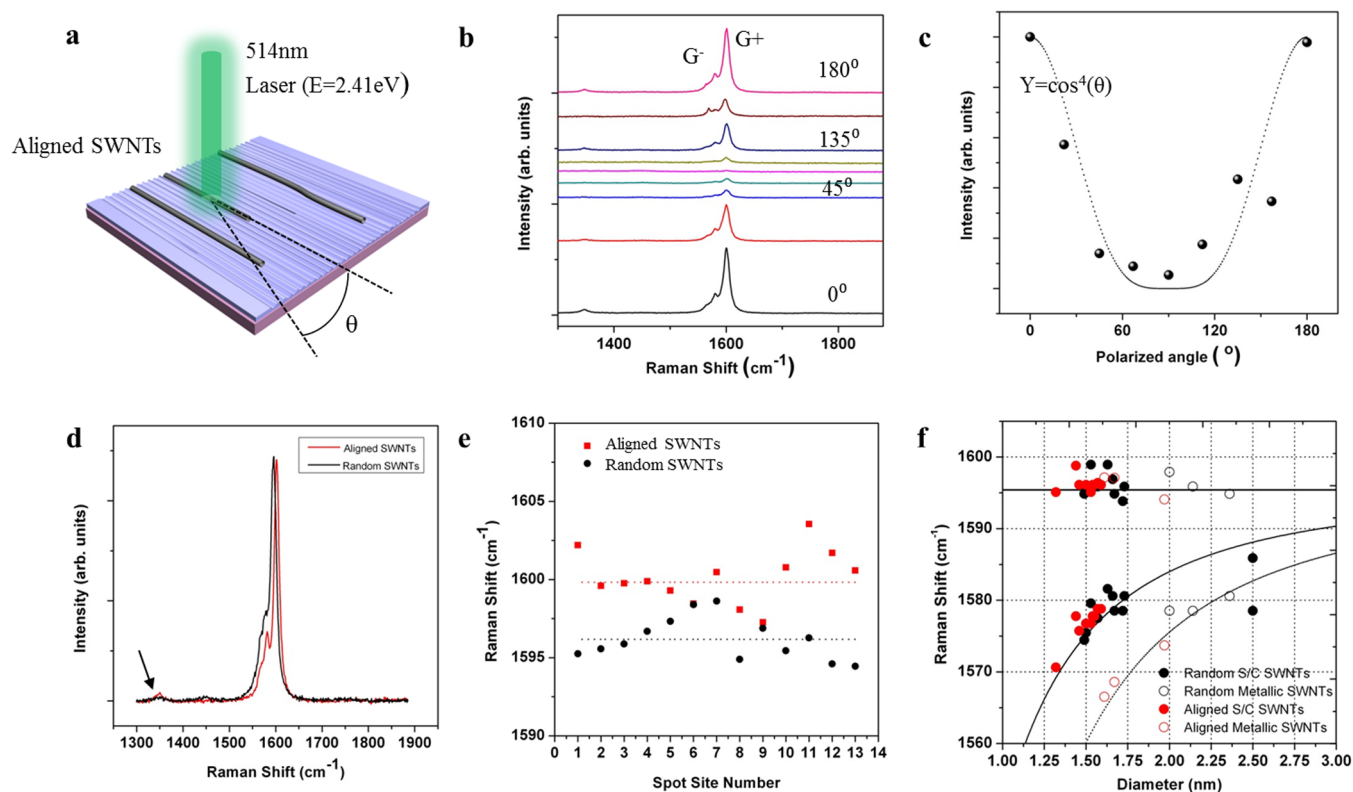 a
514nm
Laser (E=2.41eV)
Aligned SWNTs
θ
b
G-
G+
180⁰
135⁰
45⁰
0⁰
Intensity (arb. units)
1400 1600 1800
Raman Shift (cm-1)
c
Y=cos4(θ)
Intensity (arb. units)
0 60 120 180
Polarized angle (⁰)
d
Aligned SWNTs
Random SWNTs
Intensity (arb. units)
1300 1400 1500 1600 1700 1800 1900
Raman Shift (cm-1)
e
1610
1605
1600
1595
1590
Aligned SWNTs
Random SWNTs
Raman Shift (cm-1)
1 2 3 4 5 6 7 8 9 10 11 12 13 14
Spot Site Number
f
1600
1590
1580
1570
1560
Raman Shift (cm-1)
Random S/C SWNTs
Random Metallic SWNTs
Aligned S/C SWNTs
Aligned Metallic SWNTs
1.00 1.25 1.50 1.75 2.00 2.25 2.50 2.75 3.00
Diameter (nm)